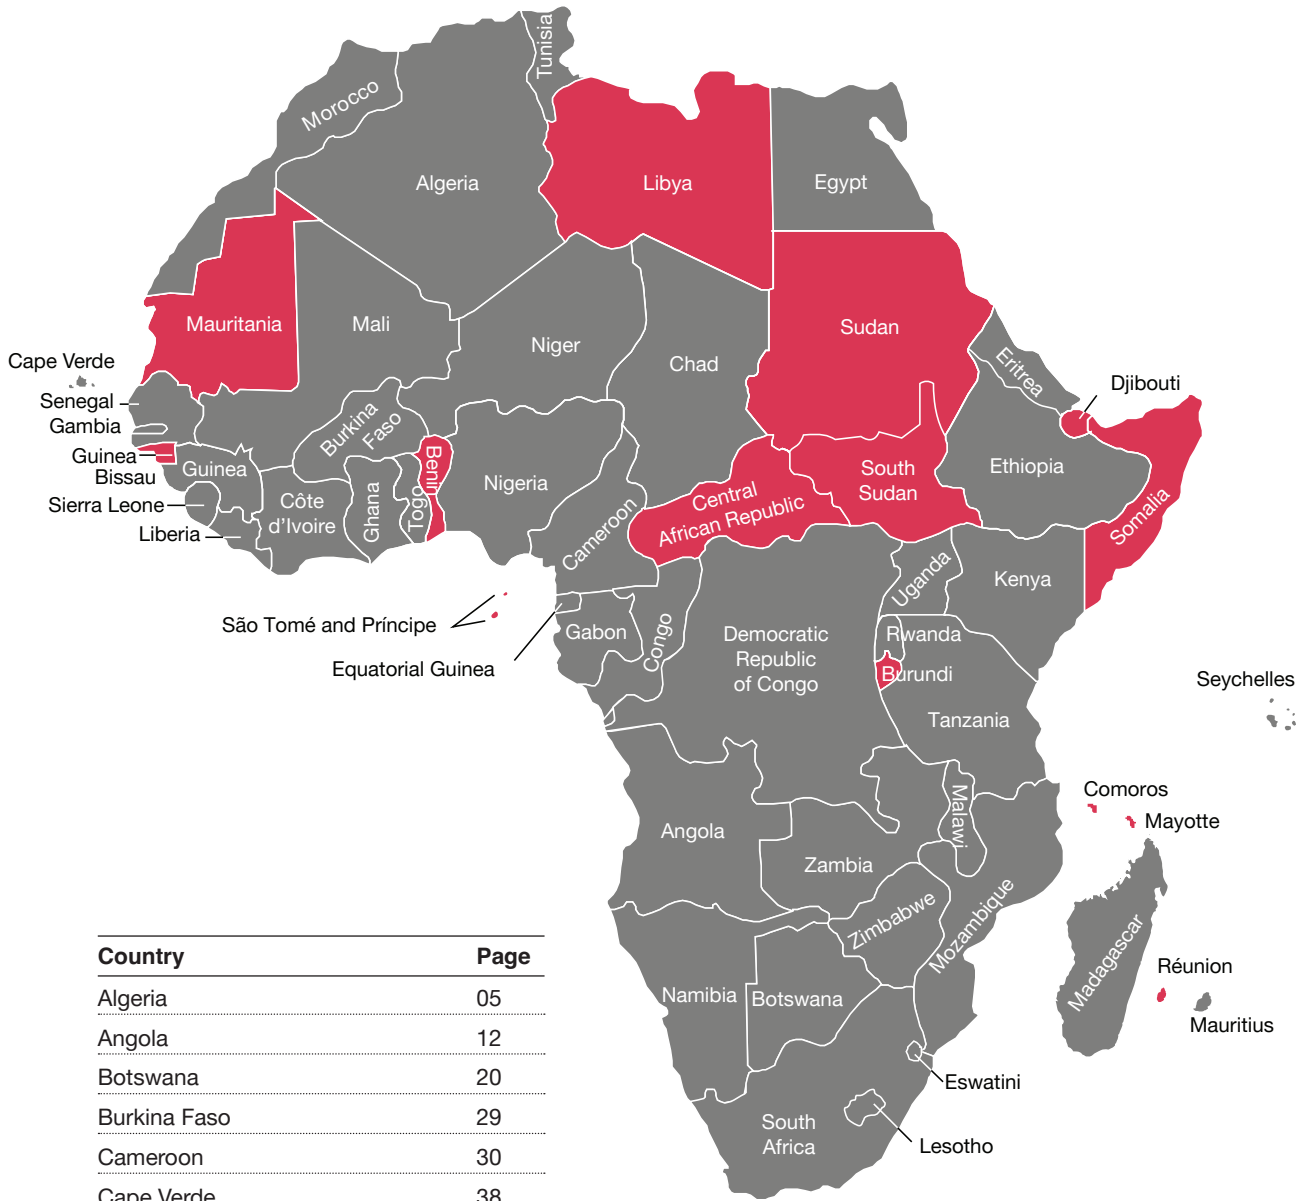 Tunisia
Morocco
Algeria
Libya
Egypt
Mauritania
Mali
Niger
Chad
Sudan
Eritrea
Djibouti
Cape Verde
Senegal
Gambia
Guinea
Bissau
Guinea
Sierra Leone
Liberia
Côte
d'Ivoire
Burkina
Faso
Ghana
Togo
Benin
Nigeria
Cameroon
Central
African Republic
South
Sudan
Ethiopia
Somalia
São Tomé and Príncipe
Equatorial Guinea
Gabon
Congo
Democratic
Republic
of Congo
Uganda
Kenya
Rwanda
Burundi
Tanzania
Seychelles
Comoros
Mayotte
Angola
Zambia
Malawi
Mozambique
Zimbabwe
Namibia
Botswana
Madagascar
Réunion
Mauritius
Eswatini
Lesotho
South
Africa
Country Page
Algeria 05
Angola 12
Botswana 20
Burkina Faso 29
Cameroon 30
Cape Verde 38